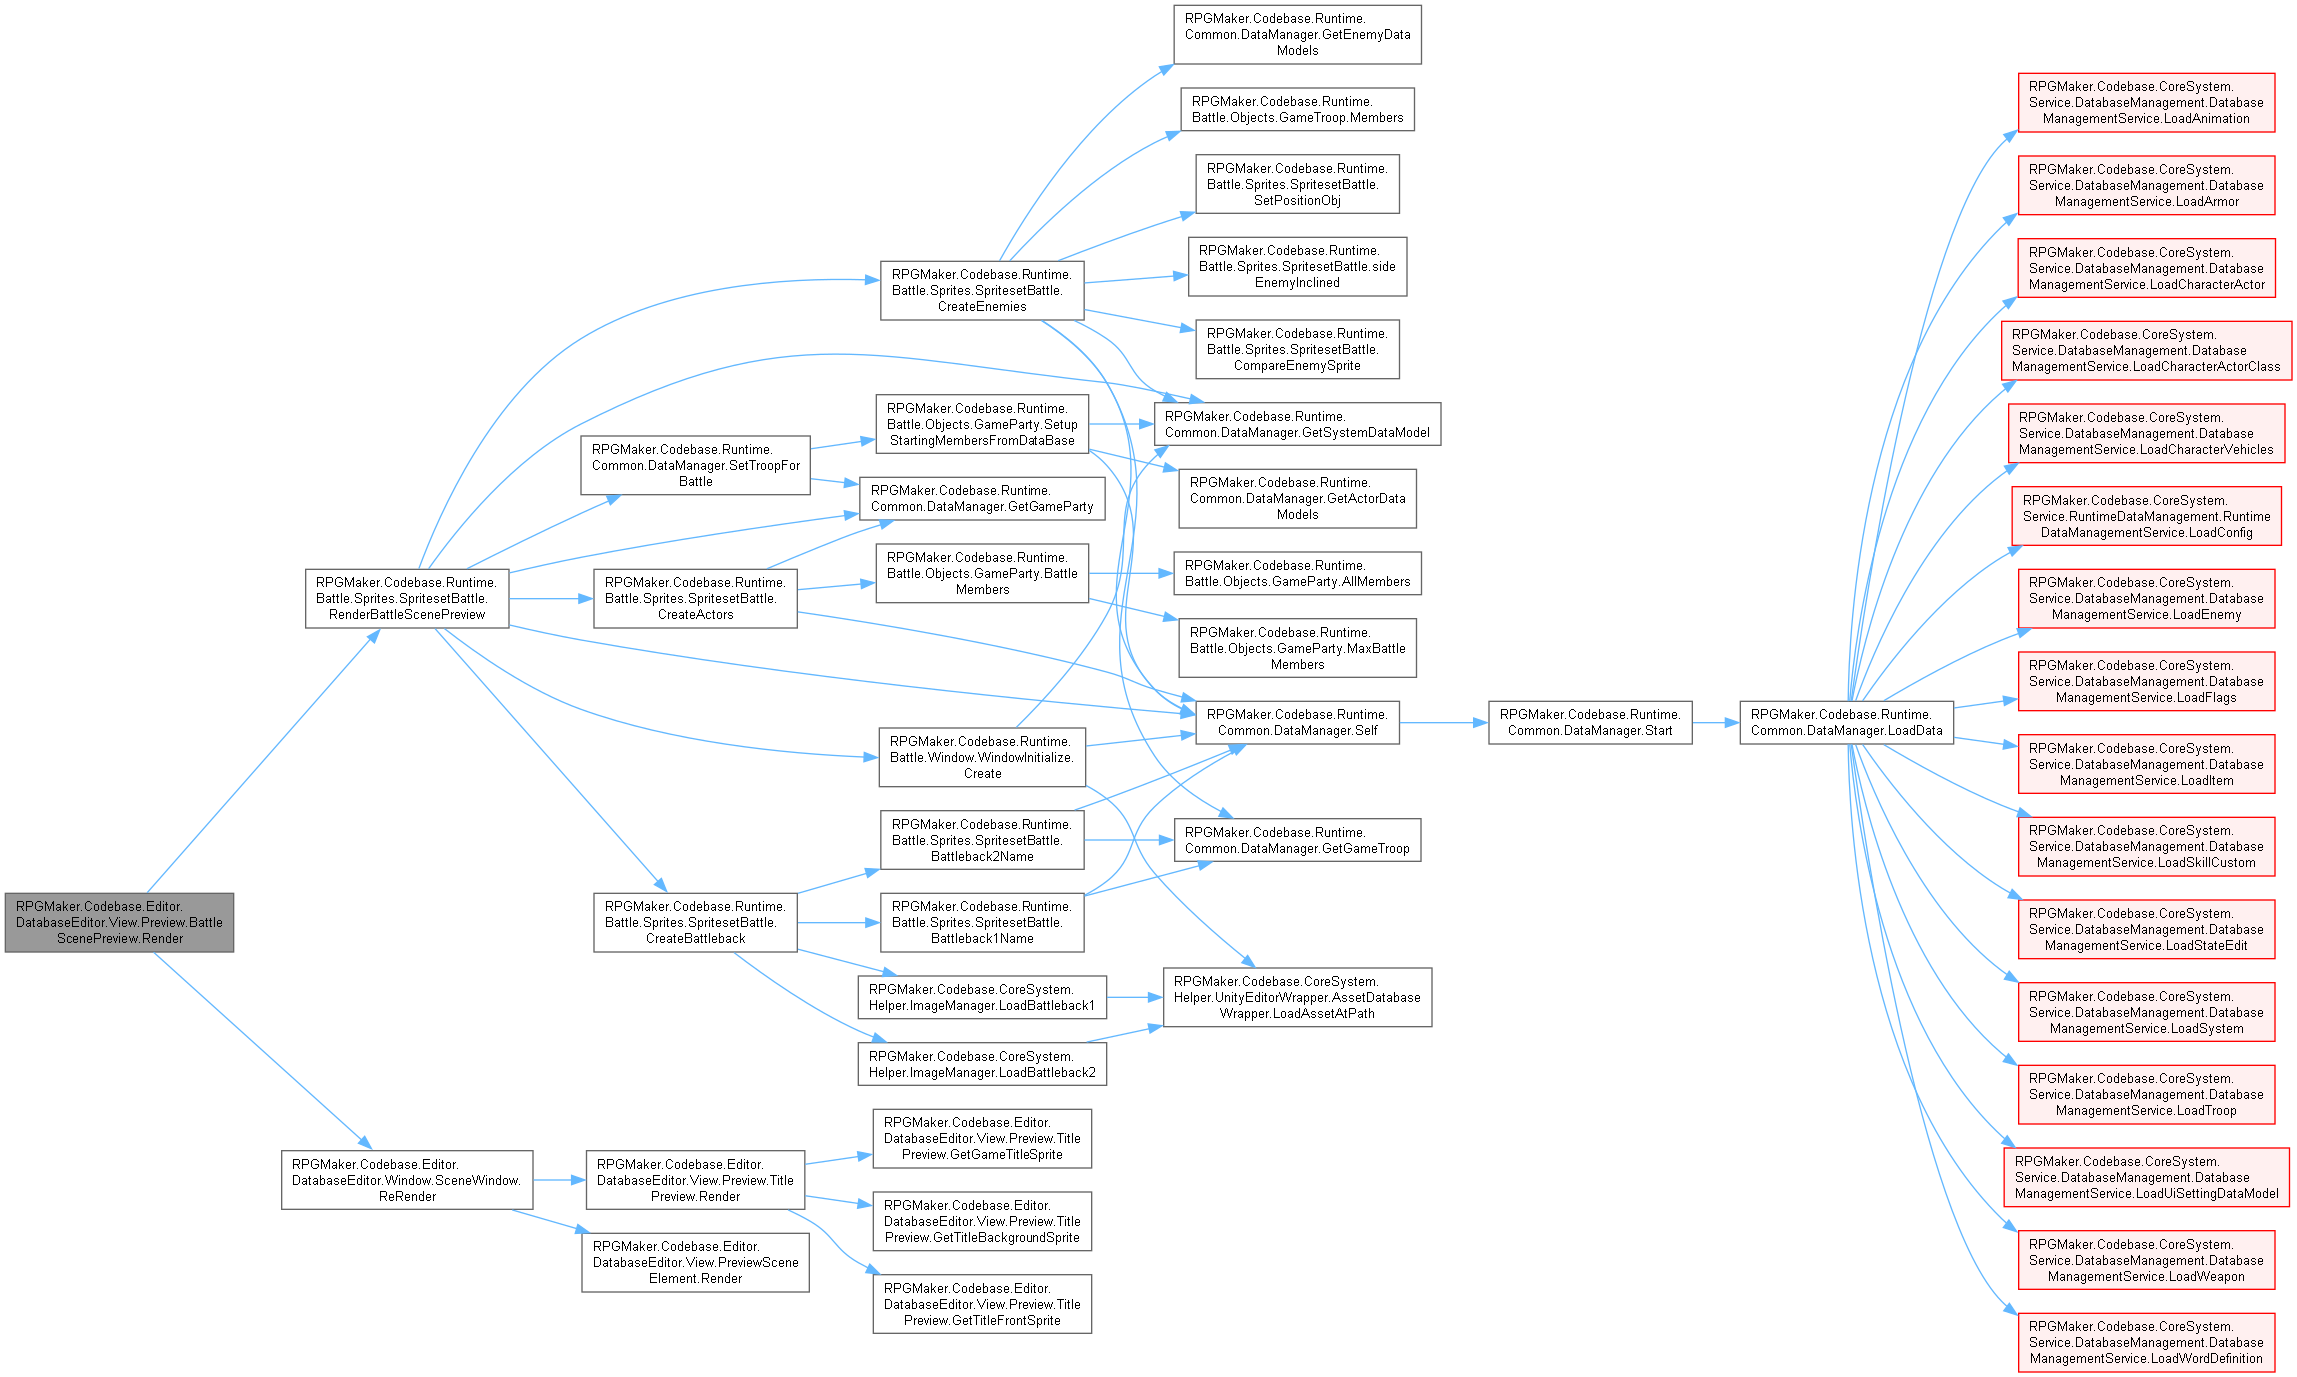 RPGMaker.Codebase.Editor.
DatabaseEditor.View.Preview.Battle
ScenePreview.Render
RPGMaker.Codebase.Runtime.
Battle.Sprites.SpritesetBattle.
RenderBattleScenePreview
RPGMaker.Codebase.Editor.
DatabaseEditor.Window.SceneWindow.
ReRender
RPGMaker.Codebase.Runtime.
Common.DataManager.SetTroopFor
Battle
RPGMaker.Codebase.Runtime.
Battle.Sprites.SpritesetBattle.
CreateActors
RPGMaker.Codebase.Runtime.
Battle.Sprites.SpritesetBattle.
CreateBattleback
RPGMaker.Codebase.Editor.
DatabaseEditor.View.Preview.Title
Preview.Render
RPGMaker.Codebase.Editor.
DatabaseEditor.View.PreviewScene
Element.Render
RPGMaker.Codebase.Runtime.
Battle.Sprites.SpritesetBattle.
CreateEnemies
RPGMaker.Codebase.Runtime.
Battle.Objects.GameParty.Setup
StartingMembersFromDataBase
RPGMaker.Codebase.Runtime.
Common.DataManager.GetGameParty
RPGMaker.Codebase.Runtime.
Battle.Objects.GameParty.Battle
Members
RPGMaker.Codebase.Runtime.
Battle.Window.WindowInitialize.
Create
RPGMaker.Codebase.Runtime.
Battle.Sprites.SpritesetBattle.
Battleback2Name
RPGMaker.Codebase.Runtime.
Battle.Sprites.SpritesetBattle.
Battleback1Name
RPGMaker.Codebase.CoreSystem.
Helper.ImageManager.LoadBattleback1
RPGMaker.Codebase.CoreSystem.
Helper.ImageManager.LoadBattleback2
RPGMaker.Codebase.Editor.
DatabaseEditor.View.Preview.Title
Preview.GetGameTitleSprite
RPGMaker.Codebase.Editor.
DatabaseEditor.View.Preview.Title
Preview.GetTitleBackgroundSprite
RPGMaker.Codebase.Editor.
DatabaseEditor.View.Preview.Title
Preview.GetTitleFrontSprite
RPGMaker.Codebase.Runtime.
Common.DataManager.GetEnemyData
Models
RPGMaker.Codebase.Runtime.
Battle.Objects.GameTroop.Members
RPGMaker.Codebase.Runtime.
Battle.Sprites.SpritesetBattle.
SetPositionObj
RPGMaker.Codebase.Runtime.
Battle.Sprites.SpritesetBattle.side
EnemyInclined
RPGMaker.Codebase.Runtime.
Battle.Sprites.SpritesetBattle.
CompareEnemySprite
RPGMaker.Codebase.Runtime.
Common.DataManager.GetSystemDataModel
RPGMaker.Codebase.Runtime.
Common.DataManager.GetActorData
Models
RPGMaker.Codebase.Runtime.
Battle.Objects.GameParty.AllMembers
RPGMaker.Codebase.Runtime.
Battle.Objects.GameParty.MaxBattle
Members
RPGMaker.Codebase.Runtime.
Common.DataManager.Self
RPGMaker.Codebase.Runtime.
Common.DataManager.GetGameTroop
RPGMaker.Codebase.CoreSystem.
Helper.UnityEditorWrapper.AssetDatabase
Wrapper.LoadAssetAtPath
RPGMaker.Codebase.Runtime.
Common.DataManager.Start
RPGMaker.Codebase.Runtime.
Common.DataManager.LoadData
RPGMaker.Codebase.CoreSystem.
Service.DatabaseManagement.Database
ManagementService.LoadAnimation
RPGMaker.Codebase.CoreSystem.
Service.DatabaseManagement.Database
ManagementService.LoadArmor
RPGMaker.Codebase.CoreSystem.
Service.DatabaseManagement.Database
ManagementService.LoadCharacterActor
RPGMaker.Codebase.CoreSystem.
Service.DatabaseManagement.Database
ManagementService.LoadCharacterActorClass
RPGMaker.Codebase.CoreSystem.
Service.DatabaseManagement.Database
ManagementService.LoadCharacterVehicles
RPGMaker.Codebase.CoreSystem.
Service.RuntimeDataManagement.Runtime
DataManagementService.LoadConfig
RPGMaker.Codebase.CoreSystem.
Service.DatabaseManagement.Database
ManagementService.LoadEnemy
RPGMaker.Codebase.CoreSystem.
Service.DatabaseManagement.Database
ManagementService.LoadFlags
RPGMaker.Codebase.CoreSystem.
Service.DatabaseManagement.Database
ManagementService.LoadItem
RPGMaker.Codebase.CoreSystem.
Service.DatabaseManagement.Database
ManagementService.LoadSkillCustom
RPGMaker.Codebase.CoreSystem.
Service.DatabaseManagement.Database
ManagementService.LoadStateEdit
RPGMaker.Codebase.CoreSystem.
Service.DatabaseManagement.Database
ManagementService.LoadSystem
RPGMaker.Codebase.CoreSystem.
Service.DatabaseManagement.Database
ManagementService.LoadTroop
RPGMaker.Codebase.CoreSystem.
Service.DatabaseManagement.Database
ManagementService.LoadUiSettingDataModel
RPGMaker.Codebase.CoreSystem.
Service.DatabaseManagement.Database
ManagementService.LoadWeapon
RPGMaker.Codebase.CoreSystem.
Service.DatabaseManagement.Database
ManagementService.LoadWordDefinition